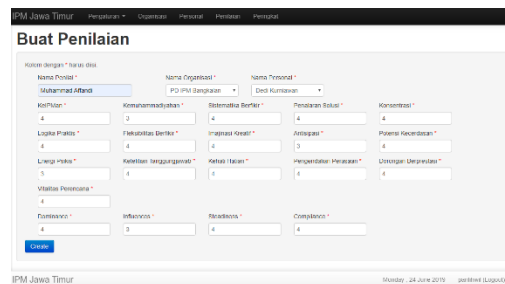 IPM Jawa Timur Pengaturan Organisasi Personal Penilaian Peringkat
Buat Penilaian
Kolom dengan * harus diisi.
Nama Penilai * Nama Organisasi * Nama Personal *
Muhammad Affandi PD IPM Bangkalan Dedi Kurniawan
KeIPMan * Kemuhammadiyahan * Sistematika Berfikir * Penalaran Solusi * Konsentrasi *
4 3 4 4 4
Logika Praktis * Fleksibilitas Berfikir * Imajinasi Kreatif * Antisipasi * Potensi Kecerdasan *
4 4 4 3 4
Energi Psikis * Ketelitian Tanggungjawab * Kehati Hatian * Pengendalian Perasaan * Dorongan Berprestasi *
5 4 4 4 4
Vitalitas Perencana *
4
Dominance * Influences * Steadiness * Compliance *
4 3 4 4
Create
IPM Jawa Timur Monday , 24 June 2019 (Logout)